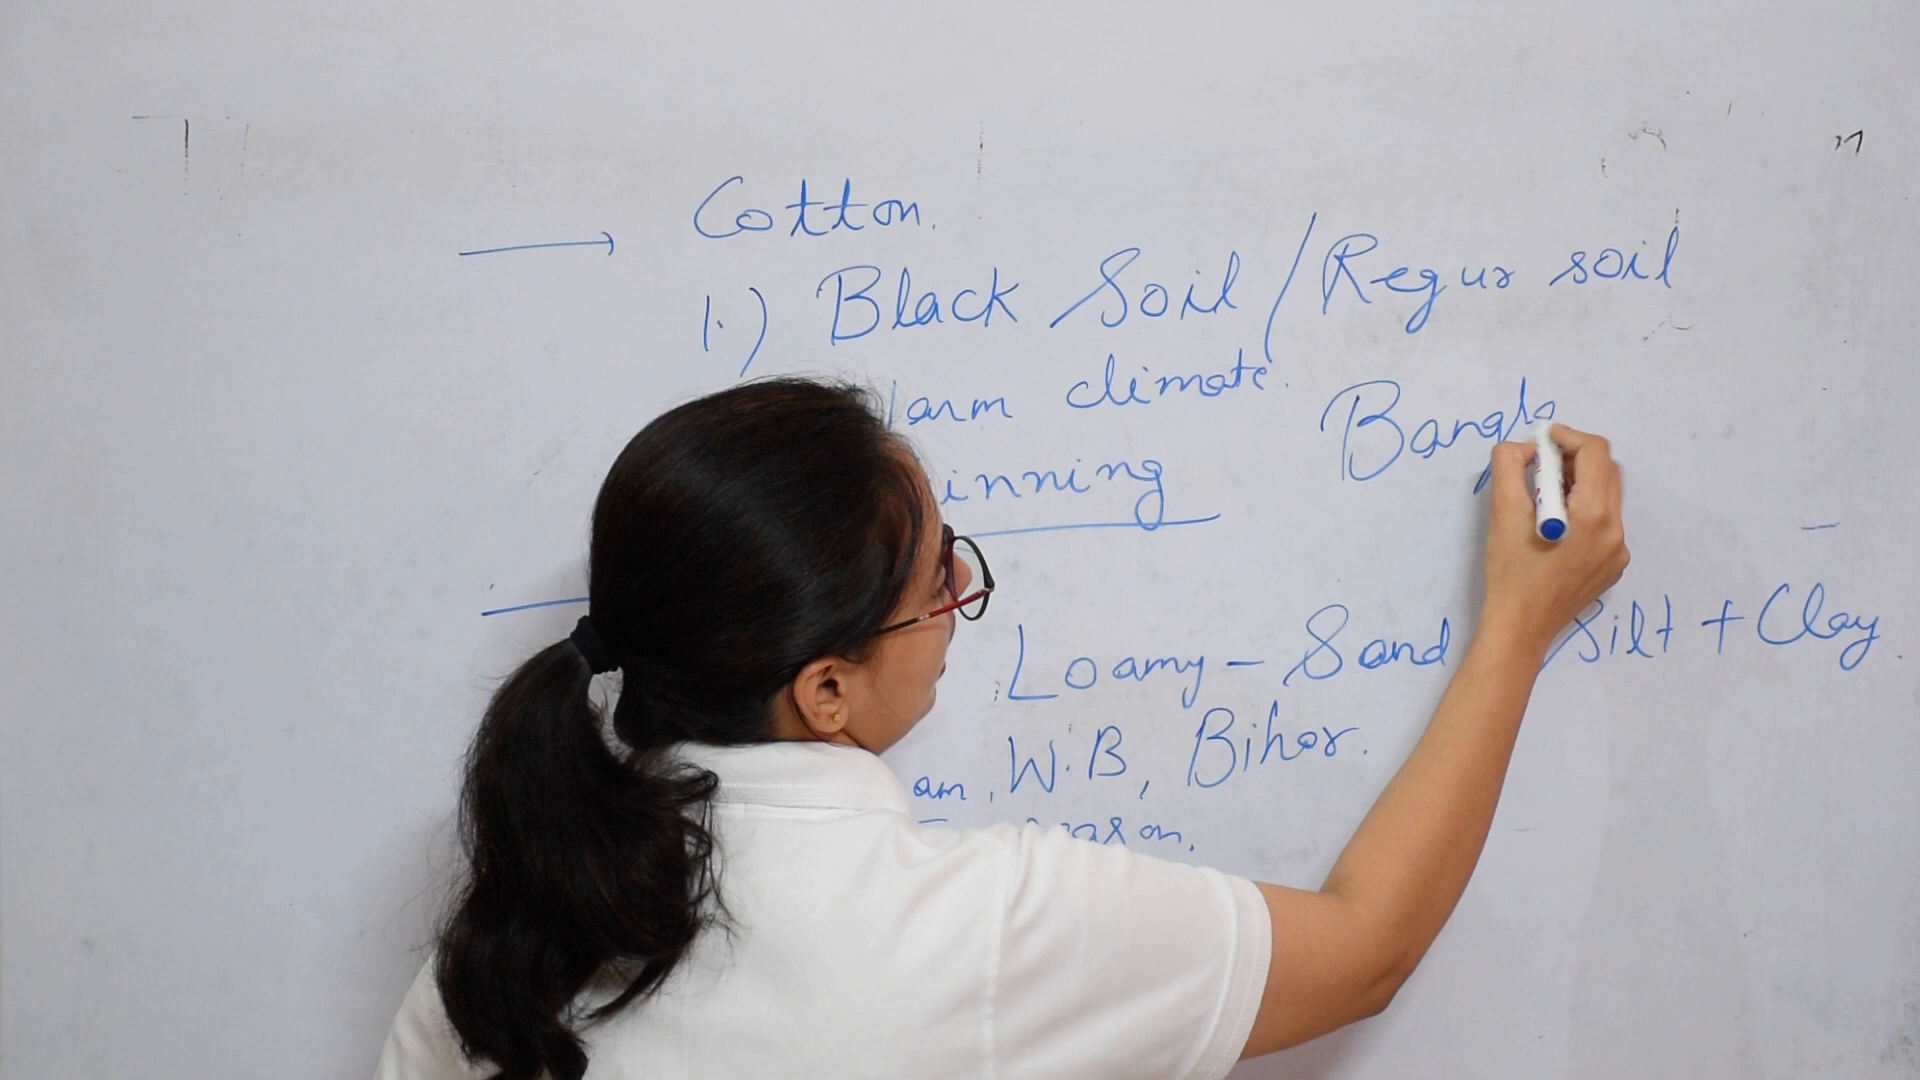 Cotton.
1.) Black Soil / Regur soil
arm climate.
inning
Bangla
Loamy - Sand Silt + Clay.
am, W.B, Bihar.